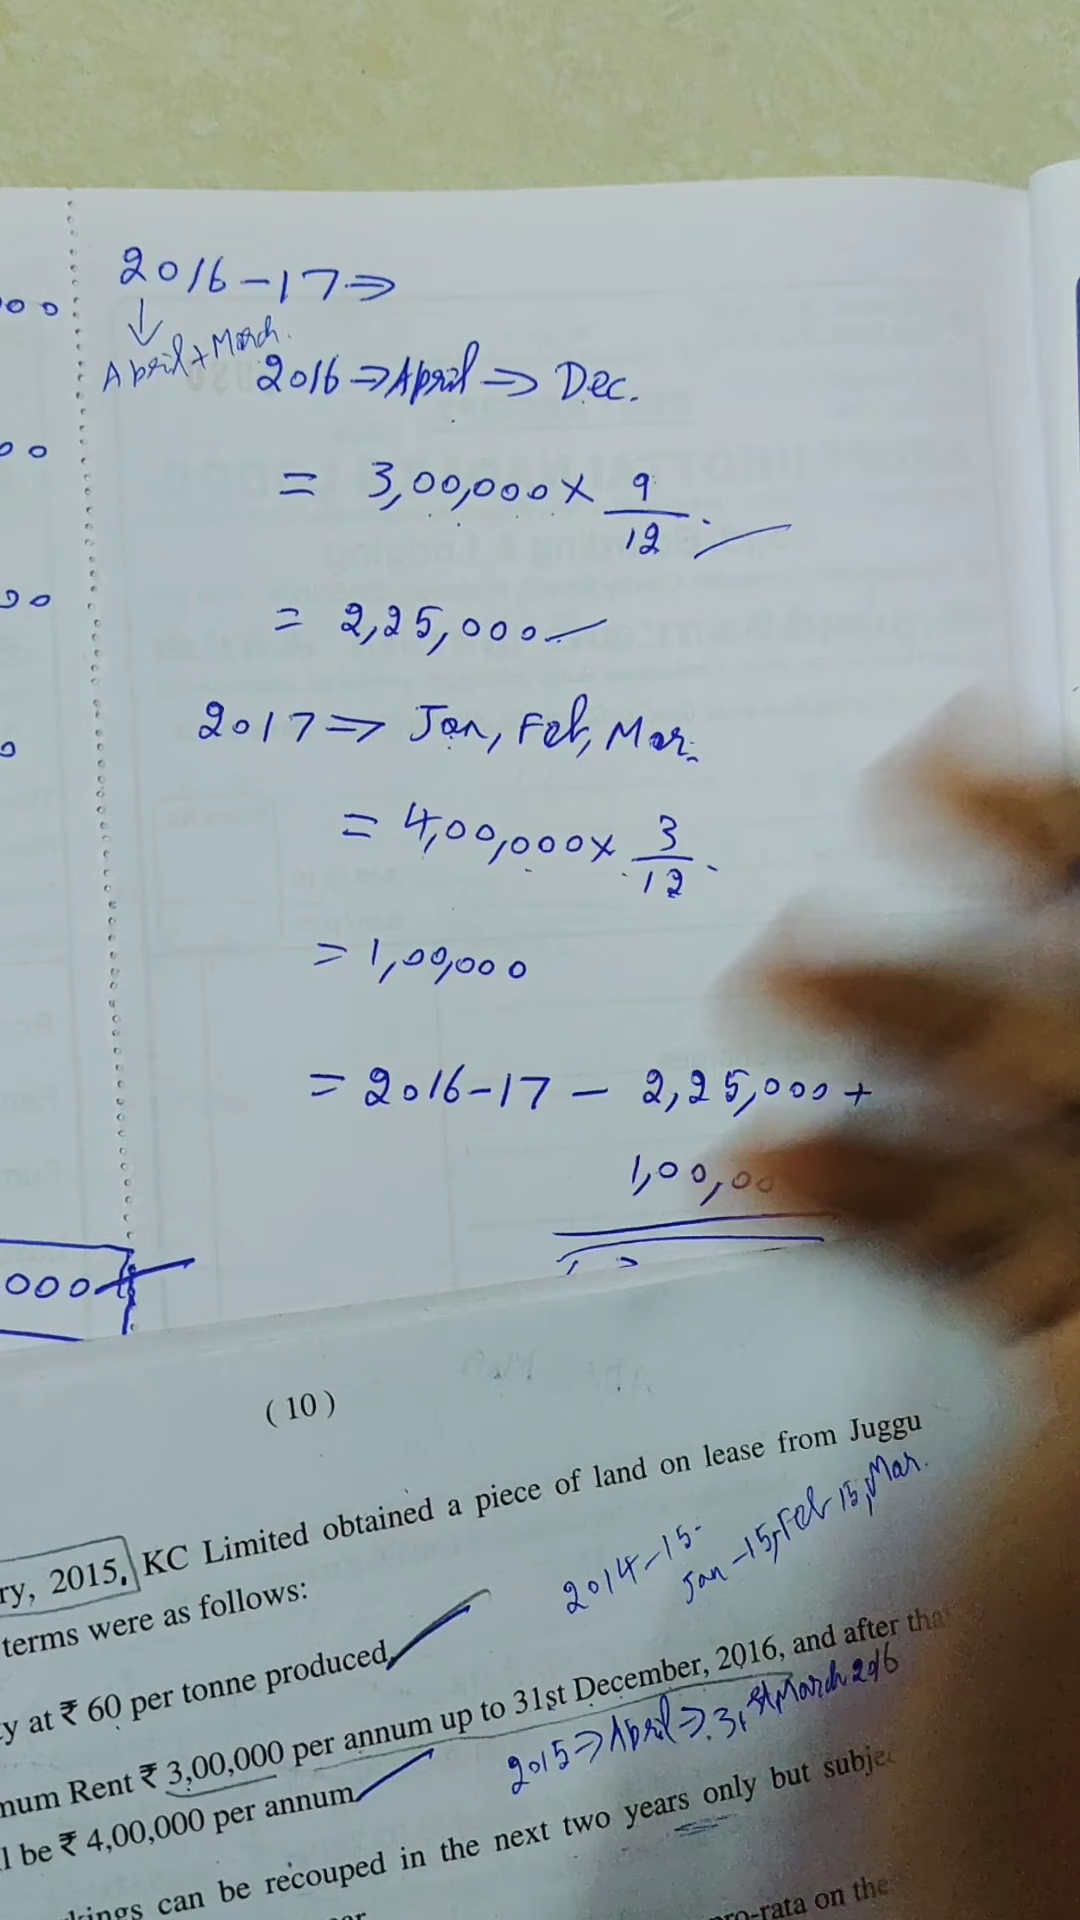 2016-17⇒
↓
April+March.
2016⇒April⇒ Dec.
= 3,00,000× 9/12
= 2,25,000
2017⇒ Jan, Feb, Mar.
= 4,00,000× 3/12
= 1,00,000
= 2016-17 – 2,25,000+
1,00,00
000
(10)
ry, 2015, KC Limited obtained a piece of land on lease from Juggu
terms were as follows:
2014-15-
Jan-15, Feb 15, Mar.
y at ₹ 60 per tonne produced
num Rent ₹ 3,00,000 per annum up to 31st December, 2016, and after tha
2015⇒April⇒31st March 2016
l be ₹ 4,00,000 per annum
kings can be recouped in the next two years only but subje
pro-rata on the